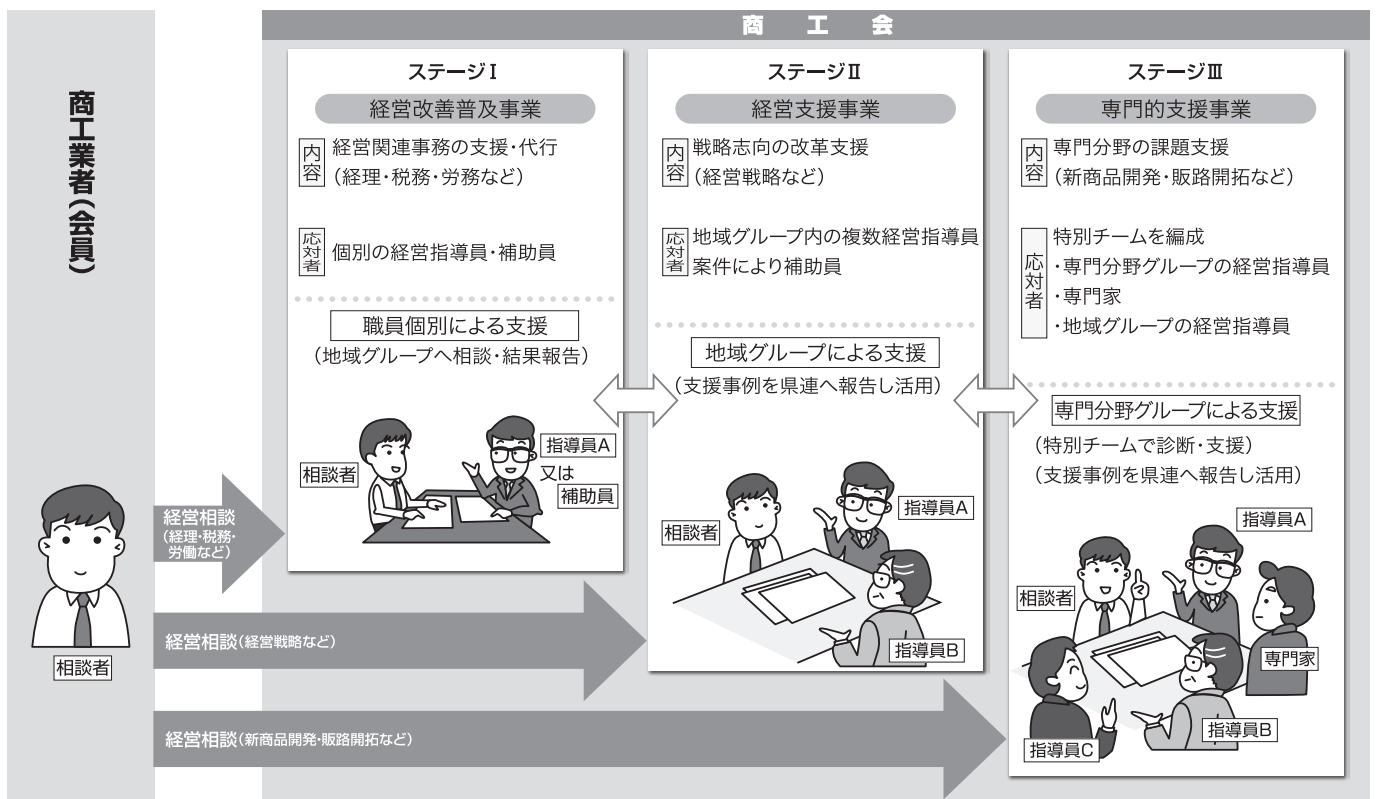 商工会
商工業者(会員)
相談者
経営相談
(経理・税務・
労働など)
経営相談(経営戦略など)
経営相談(新商品開発・販路開拓など)
ステージⅠ
経営改善普及事業
内容
経営関連事務の支援・代行
(経理・税務・労務など)
応対者
個別の経営指導員・補助員
職員個別による支援
(地域グループへ相談・結果報告)
相談者
指導員A
又は
補助員
ステージⅡ
経営支援事業
内容
戦略志向の改革支援
(経営戦略など)
応対者
地域グループ内の複数経営指導員
案件により補助員
地域グループによる支援
(支援事例を県連へ報告し活用)
相談者
指導員A
指導員B
ステージⅢ
専門的支援事業
内容
専門分野の課題支援
(新商品開発・販路開拓など)
応対者
特別チームを編成
・専門分野グループの経営指導員
・専門家
・地域グループの経営指導員
専門分野グループによる支援
(特別チームで診断・支援)
(支援事例を県連へ報告し活用)
指導員A
相談者
専門家
指導員B
指導員C